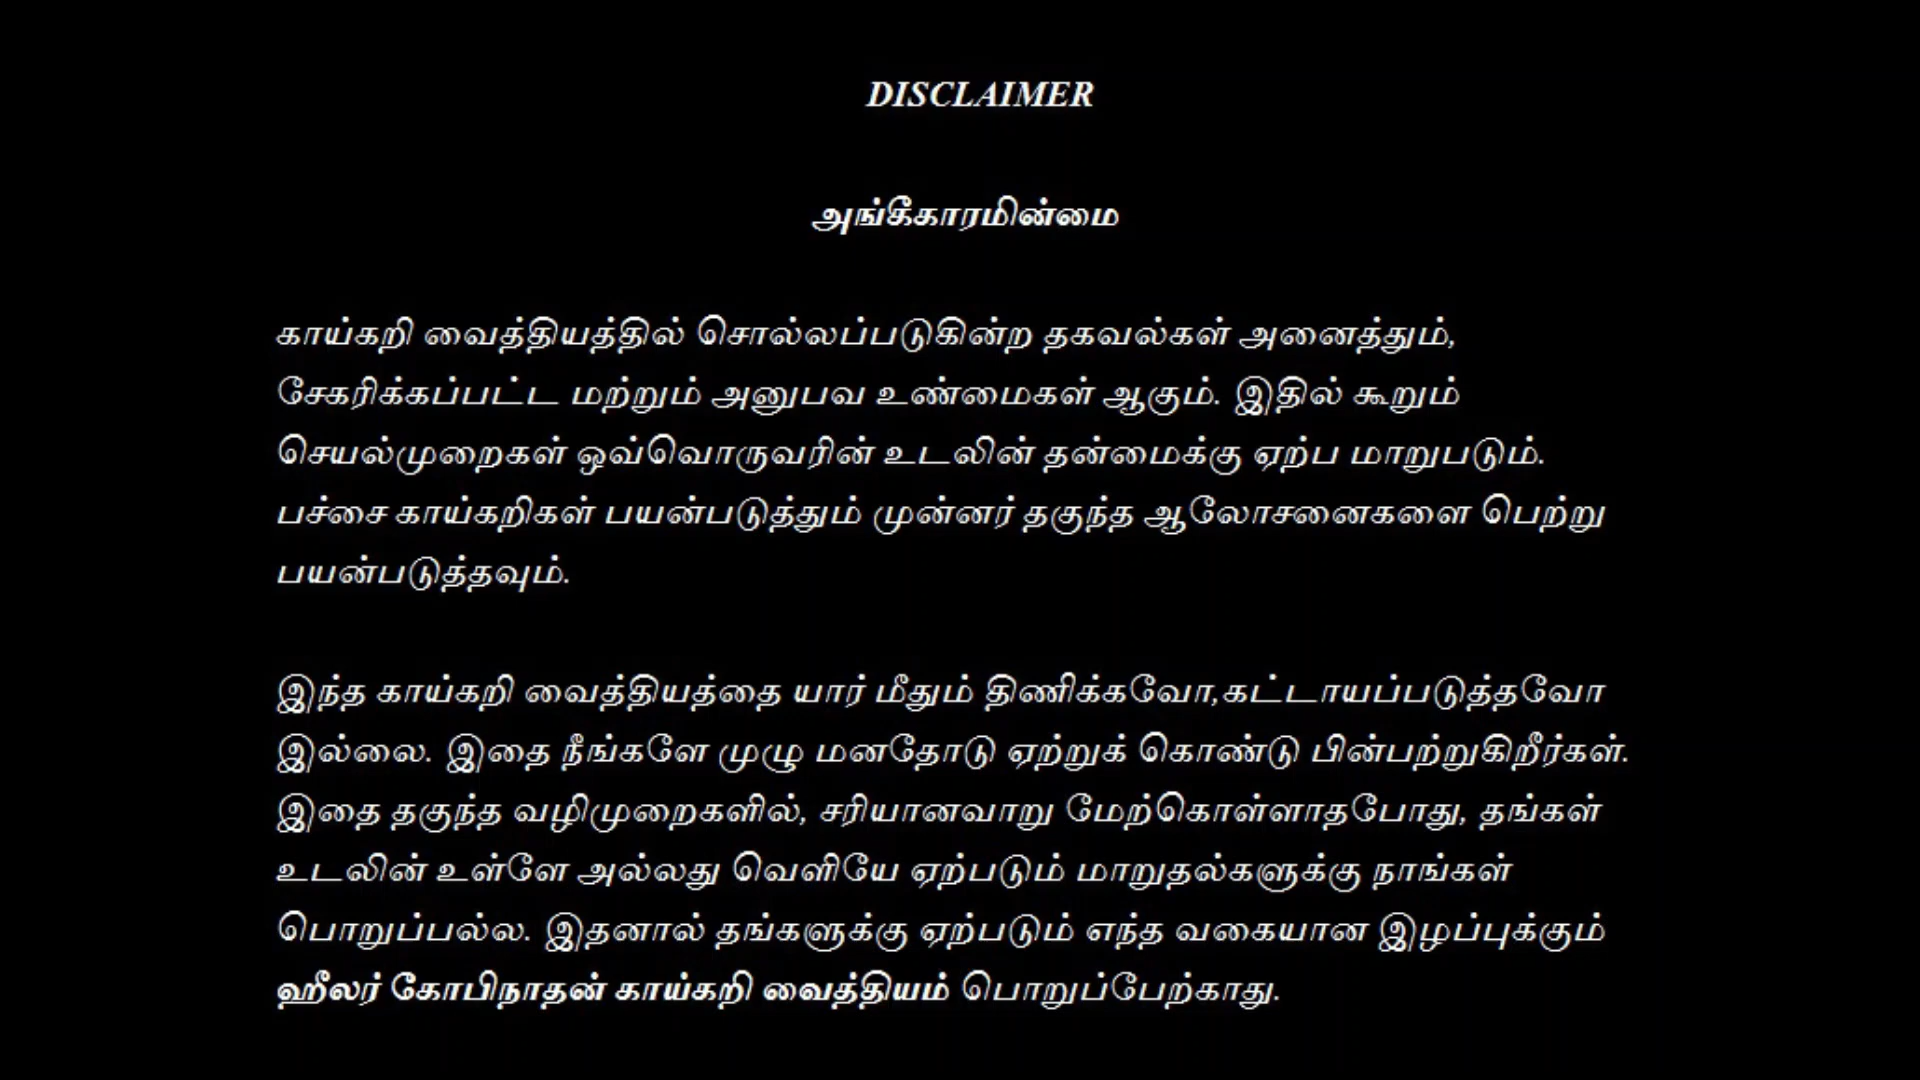 DISCLAIMER
அங்கீகாரமின்மை
காய்கறி வைத்தியத்தில் சொல்லப்படுகின்ற தகவல்கள் அனைத்தும்,
சேகரிக்கப்பட்ட மற்றும் அனுபவ உண்மைகள் ஆகும். இதில் கூறும்
செயல்முறைகள் ஒவ்வொருவரின் உடலின் தன்மைக்கு ஏற்ப மாறுபடும்.
பச்சை காய்கறிகள் பயன்படுத்தும் முன்னர் தகுந்த ஆலோசனைகளை பெற்று
பயன்படுத்தவும்.
இந்த காய்கறி வைத்தியத்தை யார் மீதும் திணிக்கவோ,கட்டாயப்படுத்தவோ
இல்லை. இதை நீங்களே முழு மனதோடு ஏற்றுக் கொண்டு பின்பற்றுகிறீர்கள்.
இதை தகுந்த வழிமுறைகளில், சரியானவாறு மேற்கொள்ளாதபோது, தங்கள்
உடலின் உள்ளே அல்லது வெளியே ஏற்படும் மாறுதல்களுக்கு நாங்கள்
பொறுப்பல்ல. இதனால் தங்களுக்கு ஏற்படும் எந்த வகையான இழப்புக்கும்
ஹீலர் கோபிநாதன் காய்கறி வைத்தியம் பொறுப்பேற்காது.